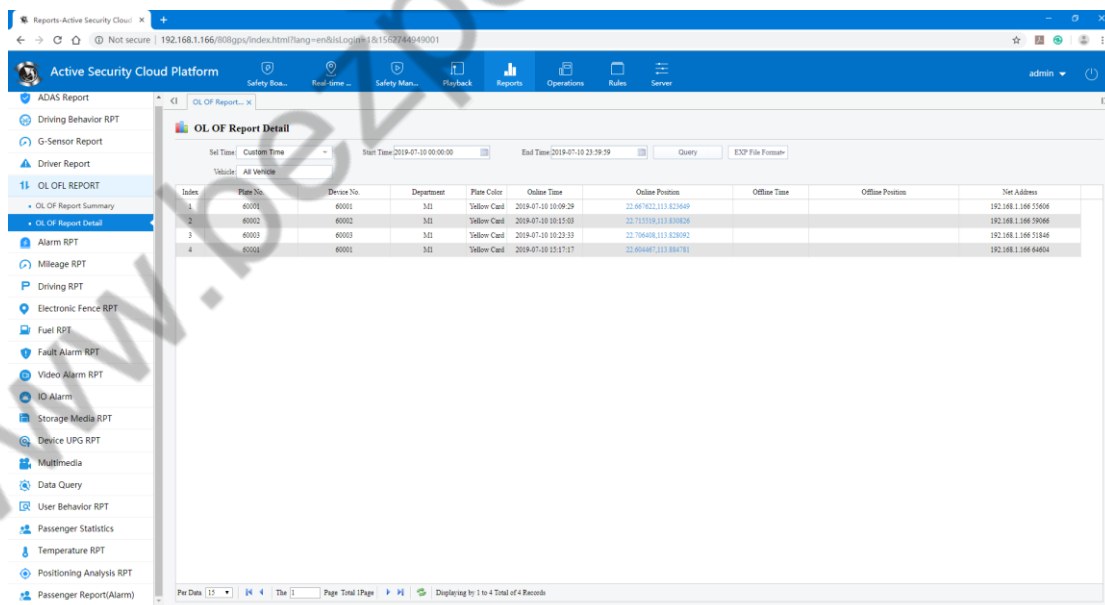 Reports-Active Security Cloud
Not secure | 192.168.1.166/808gps/index.html?lang=en&isLogin=1&1562744949001
Active Security Cloud Platform
Safety Boa... Real-time ... Safety Man... Playback Reports Operations Rules Server
admin
ADAS Report
Driving Behavior RPT
G-Sensor Report
Driver Report
OL OFL REPORT
OL OF Report Summary
OL OF Report Detail
Alarm RPT
Mileage RPT
Driving RPT
Electronic Fence RPT
Fuel RPT
Fault Alarm RPT
Video Alarm RPT
IO Alarm
Storage Media RPT
Device UPG RPT
Multimedia
Data Query
User Behavior RPT
Passenger Statistics
Temperature RPT
Positioning Analysis RPT
Passenger Report(Alarm)
OL OF Report... ×
OL OF Report Detail
Sel Time: Custom Time Start Time: 2019-07-10 00:00:00 End Time: 2019-07-10 23:59:59 Query EXP File Format
Vehicle: All Vehicle
Index Plate No. Device No. Department Plate Color Online Time Online Position Offline Time Offline Position Net Address
1 60001 60001 M1 Yellow Card 2019-07-10 10:09:29 22.667622,113.823649 192.168.1.166 55606
2 60002 60002 M1 Yellow Card 2019-07-10 10:15:03 22.715519,113.830826 192.168.1.166 59066
3 60003 60003 M1 Yellow Card 2019-07-10 10:23:33 22.706408,113.828092 192.168.1.166 51846
4 60001 60001 M1 Yellow Card 2019-07-10 15:17:17 22.604467,113.884781 192.168.1.166 64604
Per Data 15 The 1 Page Total 1Page Displaying by 1 to 4 Total of 4 Records